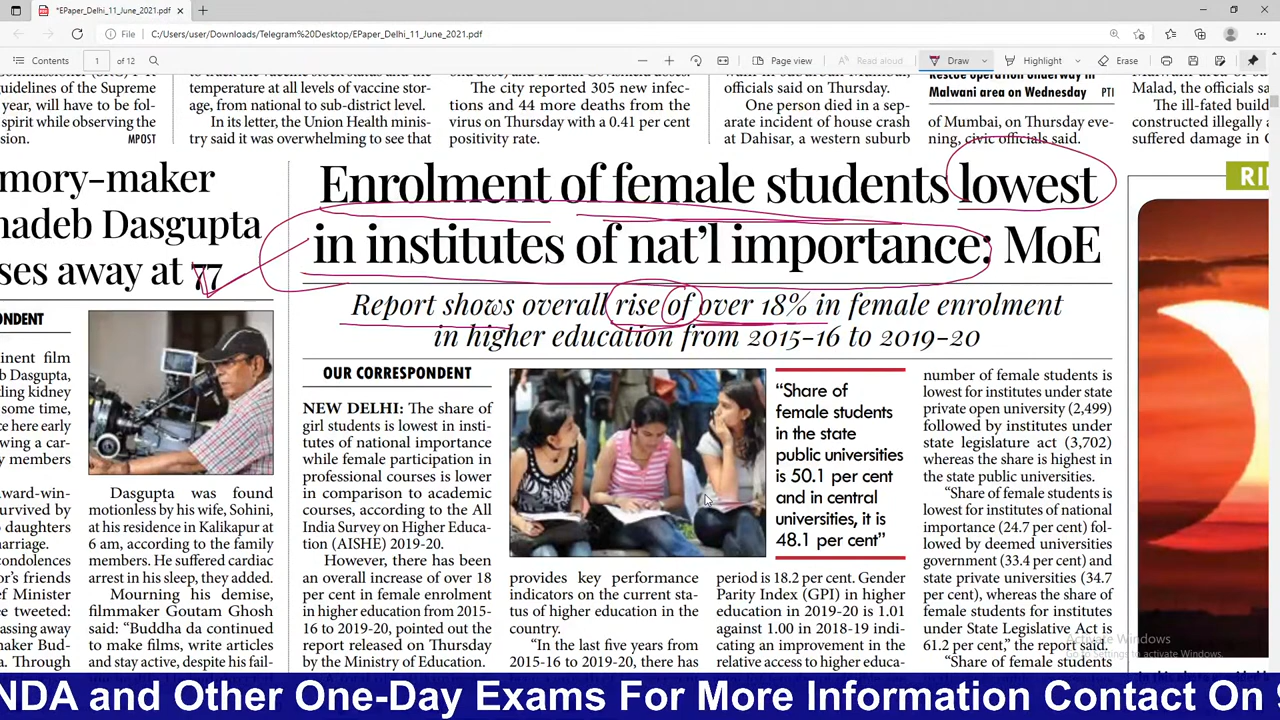 *EPaper_Delhi_11_June_2021.pdf
File
C:/Users/user/Downloads/Telegram%20Desktop/EPaper_Delhi_11_June_2021.pdf
Contents
1
of 12
Page view
Read aloud
Draw
Highlight
Erase
guidelines of the Supreme
year, will have to be fol-
spirit while observing the
sion.
MPOST
temperature at all levels of vaccine stor-
age, from national to sub-district level.
In its letter, the Union Health minis-
try said it was overwhelming to see that
The city reported 305 new infec-
tions and 44 more deaths from the
virus on Thursday with a 0.41 per cent
positivity rate.
officials said on Thursday.
One person died in a sep-
arate incident of house crash
at Dahisar, a western suburb
Rescue operation underway in
Malwani area on Wednesday PTI
of Mumbai, on Thursday eve-
ning, civic officials said.
Malad, the officials sa
The ill-fated build
constructed illegally a
suffered damage in C
mory-maker
hadeb Dasgupta
ses away at 77
ONDENT
inent film
b Dasgupta,
ling kidney
some time,
ce here early
wing a car-
y members
ward-win-
urvived by
daughters
arriage.
ondolences
or's friends
ef Minister
ee tweeted:
assing away
maker Bud-
a. Through
Dasgupta was found
motionless by his wife, Sohini,
at his residence in Kalikapur at
6 am, according to the family
members. He suffered cardiac
arrest in his sleep, they added.
Mourning his demise,
filmmaker Goutam Ghosh
said: "Buddha da continued
to make films, write articles
and stay active, despite his fail-
Enrolment of female students lowest
in institutes of nat'l importance: MoE
Report shows overall rise of over 18% in female enrolment
in higher education from 2015-16 to 2019-20
OUR CORRESPONDENT
NEW DELHI: The share of
girl students is lowest in insti-
tutes of national importance
while female participation in
professional courses is lower
in comparison to academic
courses, according to the All
India Survey on Higher Educa-
tion (AISHE) 2019-20.
However, there has been
an overall increase of over 18
per cent in female enrolment
in higher education from 2015-
16 to 2019-20, pointed out the
report released on Thursday
by the Ministry of Education.
provides key performance
indicators on the current sta-
tus of higher education in the
country.
"In the last five years from
2015-16 to 2019-20, there has
"Share of
female students
in the state
public universities
is 50.1 per cent
and in central
universities, it is
48.1 per cent"
period is 18.2 per cent. Gender
Parity Index (GPI) in higher
education in 2019-20 is 1.01
against 1.00 in 2018-19 indi-
cating an improvement in the
relative access to higher educa-
number of female students is
lowest for institutes under state
private open university (2,499)
followed by institutes under
state legislature act (3,702)
whereas the share is highest in
the state public universities.
"Share of female students is
lowest for institutes of national
importance (24.7 per cent) fol-
lowed by deemed universities
government (33.4 per cent) and
state private universities (34.7
per cent), whereas the share of
female students for institutes
under State Legislative Act is
61.2 per cent," the report said.
"Share of female students
RI
Activate Windows
Go to Settings to activate Windows.
NDA and Other One-Day Exams For More Information Contact On